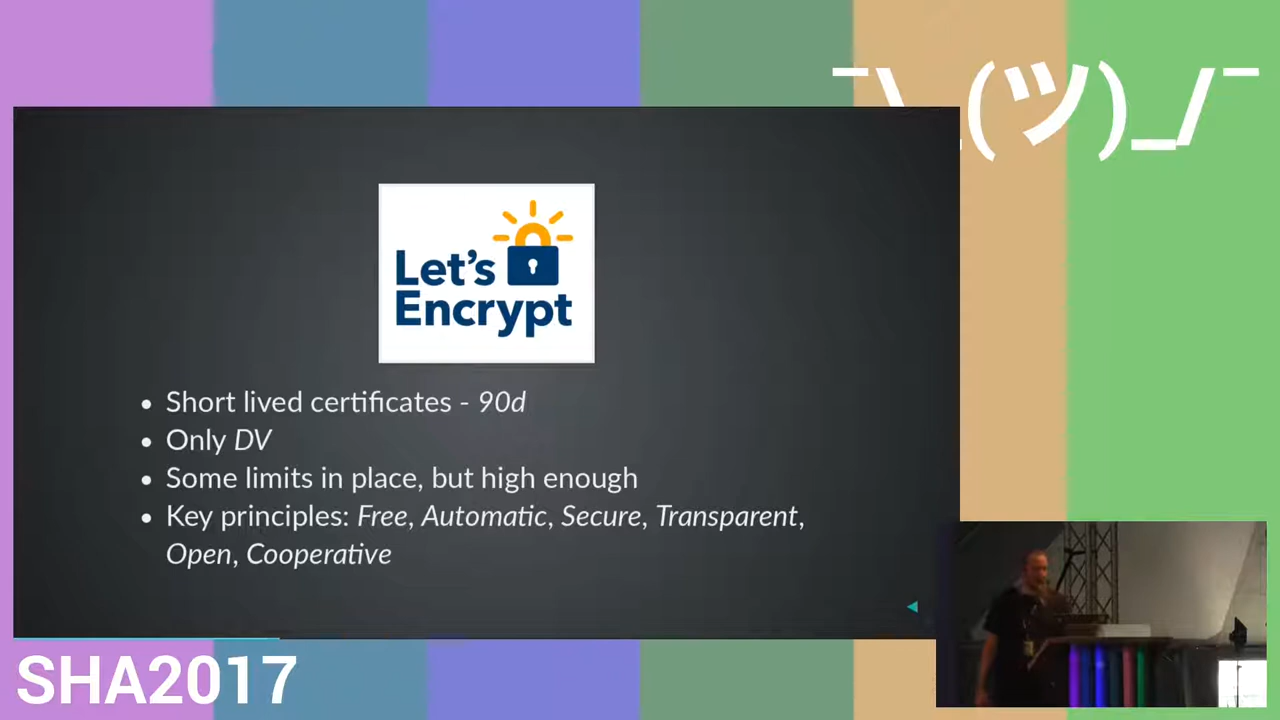 ¯\_(ツ)_/¯
Let's
Encrypt
Short lived certificates - 90d
Only DV
Some limits in place, but high enough
Key principles: Free, Automatic, Secure, Transparent,
Open, Cooperative
SHA2017